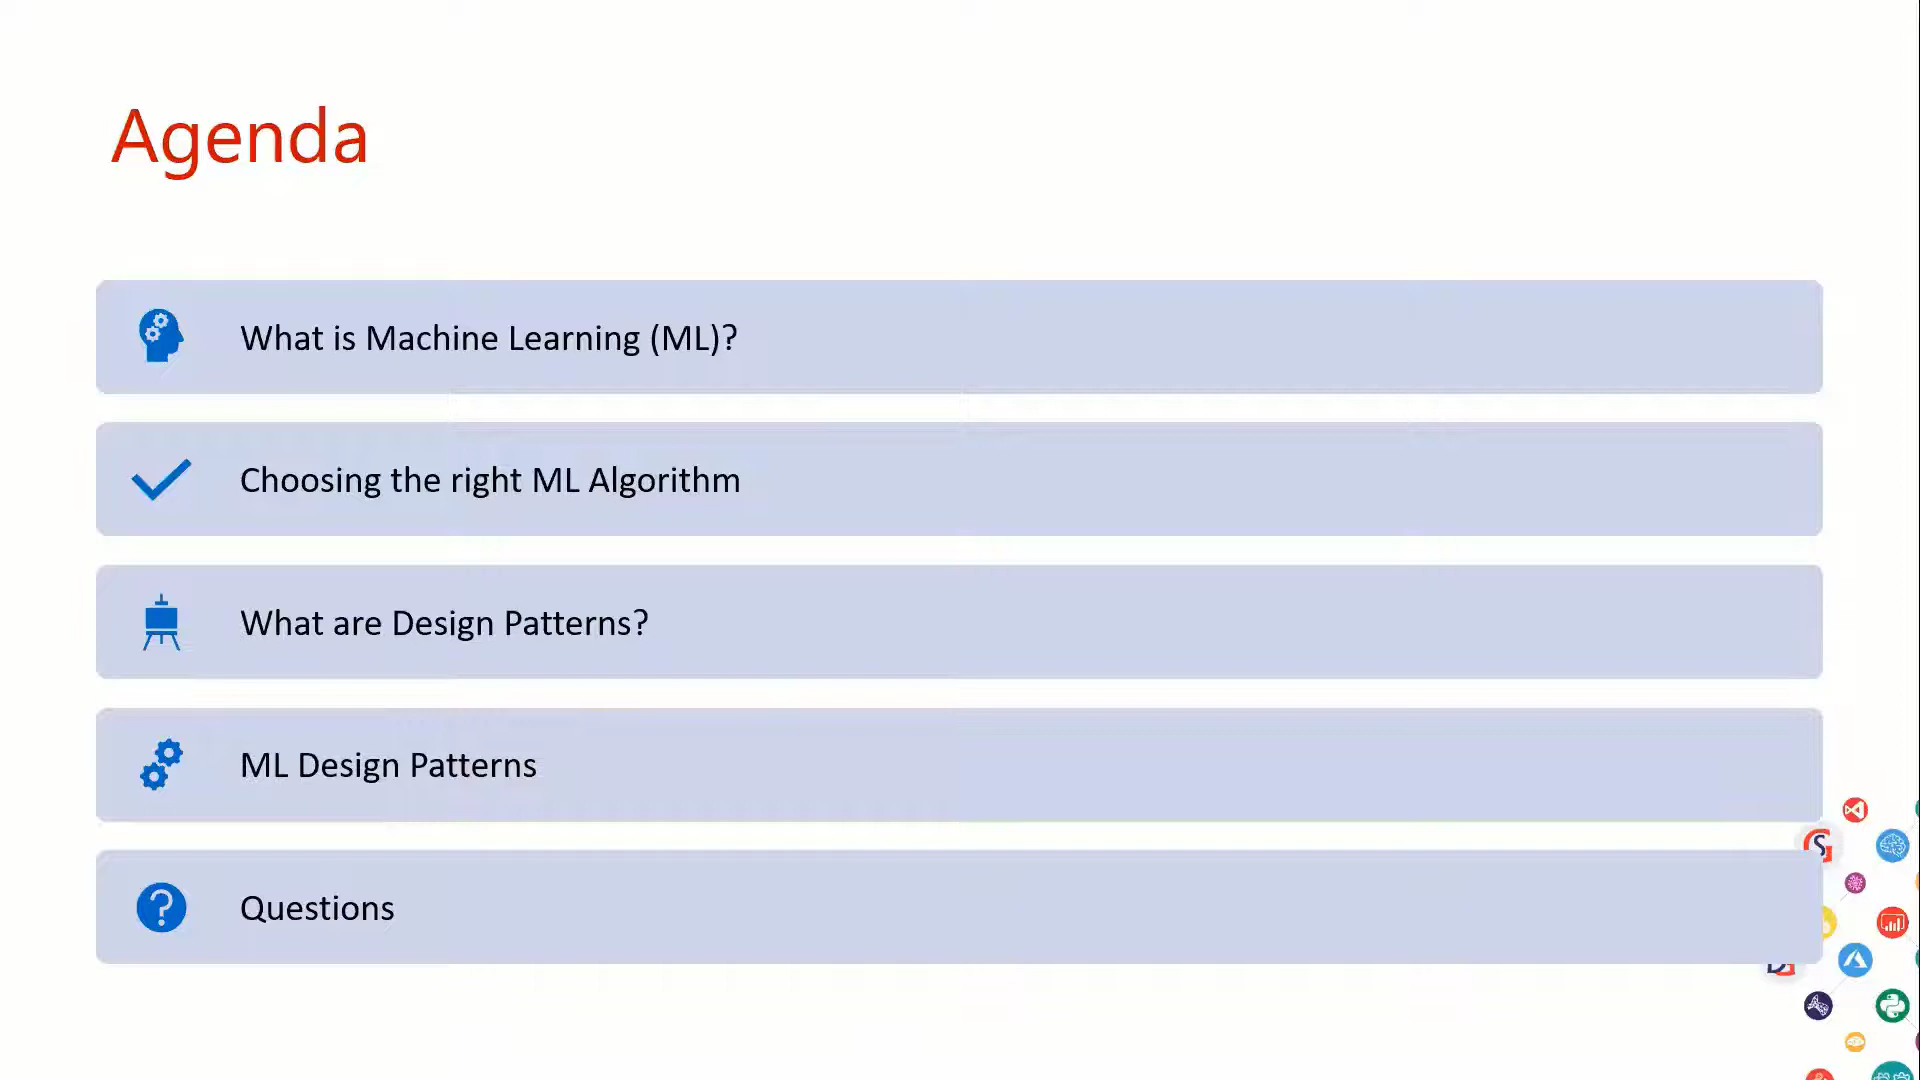 Agenda
What is Machine Learning (ML)?
Choosing the right ML Algorithm
What are Design Patterns?
ML Design Patterns
Questions